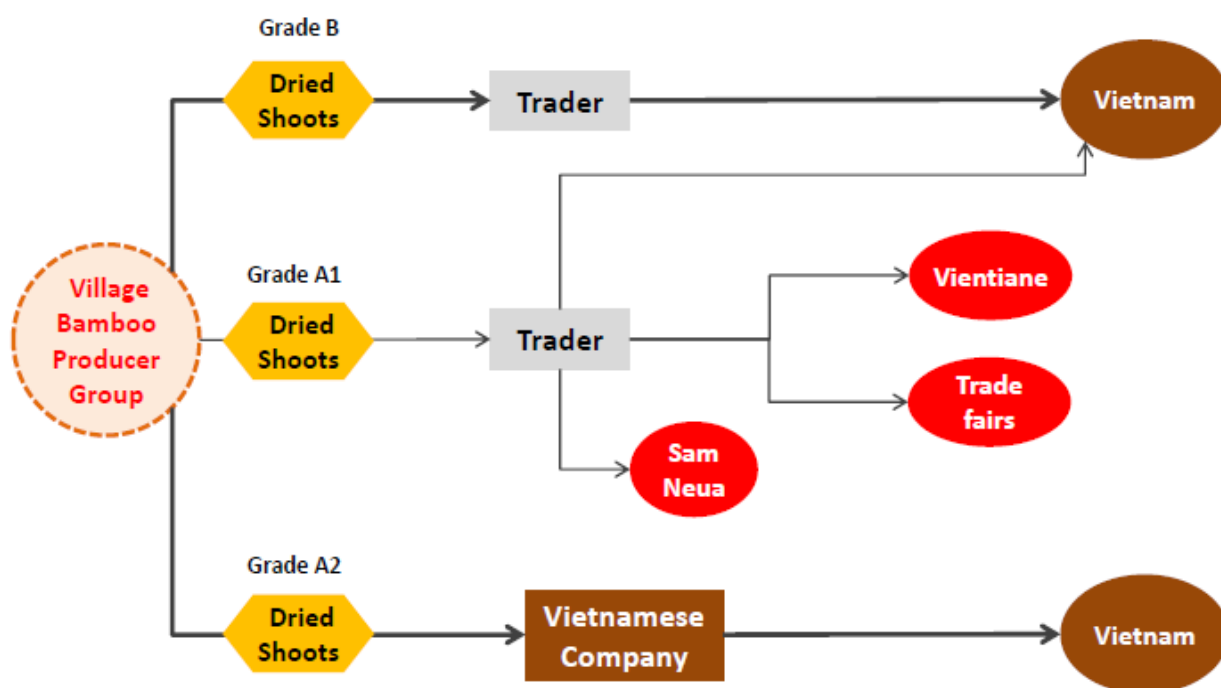 Grade B
Dried
Shoots
Trader
Vietnam
Village
Bamboo
Producer
Group
Grade A1
Dried
Shoots
Trader
Vientiane
Trade
fairs
Sam
Neua
Grade A2
Dried
Shoots
Vietnamese
Company
Vietnam